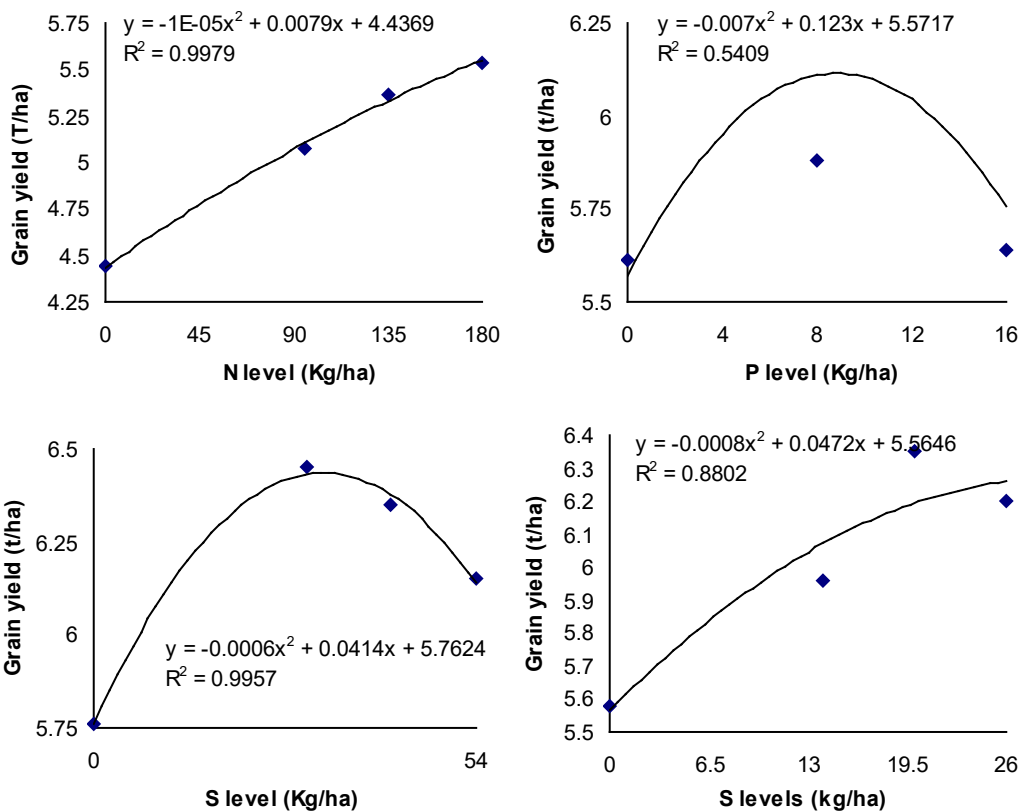 y = -1E-05x² + 0.0079x + 4.4369
R² = 0.9979
5.75
5.5
5.25
5
4.75
4.5
4.25
Grain yield (T/ha)
0 45 90 135 180
N level (Kg/ha)
y = -0.007x² + 0.123x + 5.5717
R² = 0.5409
6.25
6
5.75
5.5
Grain yield (t/ha)
0 4 8 12 16
P level (Kg/ha)
6.5
6.25
6
5.75
Grain yield (t/ha)
y = -0.0006x² + 0.0414x + 5.7624
R² = 0.9957
0 54
S level (Kg/ha)
y = -0.0008x² + 0.0472x + 5.5646
R² = 0.8802
6.4
6.3
6.2
6.1
6
5.9
5.8
5.7
5.6
5.5
Grain yield (t/ha)
0 6.5 13 19.5 26
S levels (kg/ha)